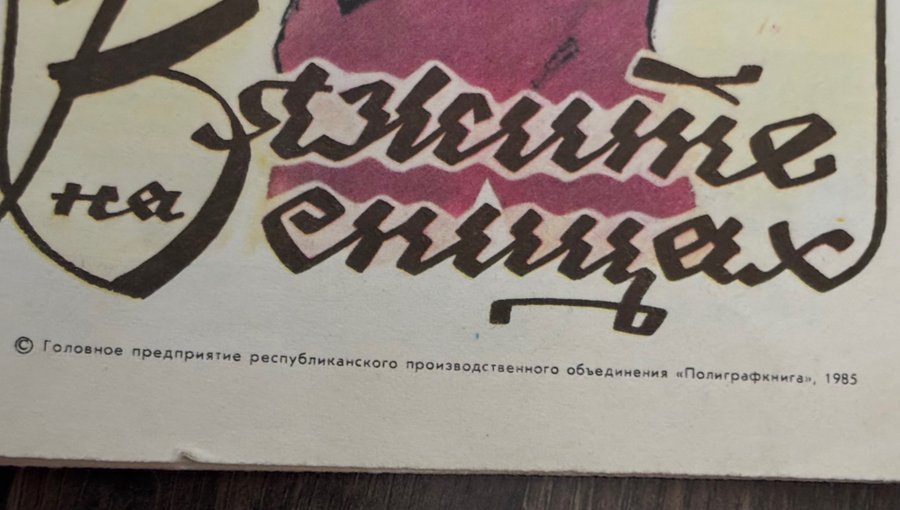 Вяжите
на
спицах
© Головное предприятие республиканского производственного объединения «Полиграфкнига», 1985